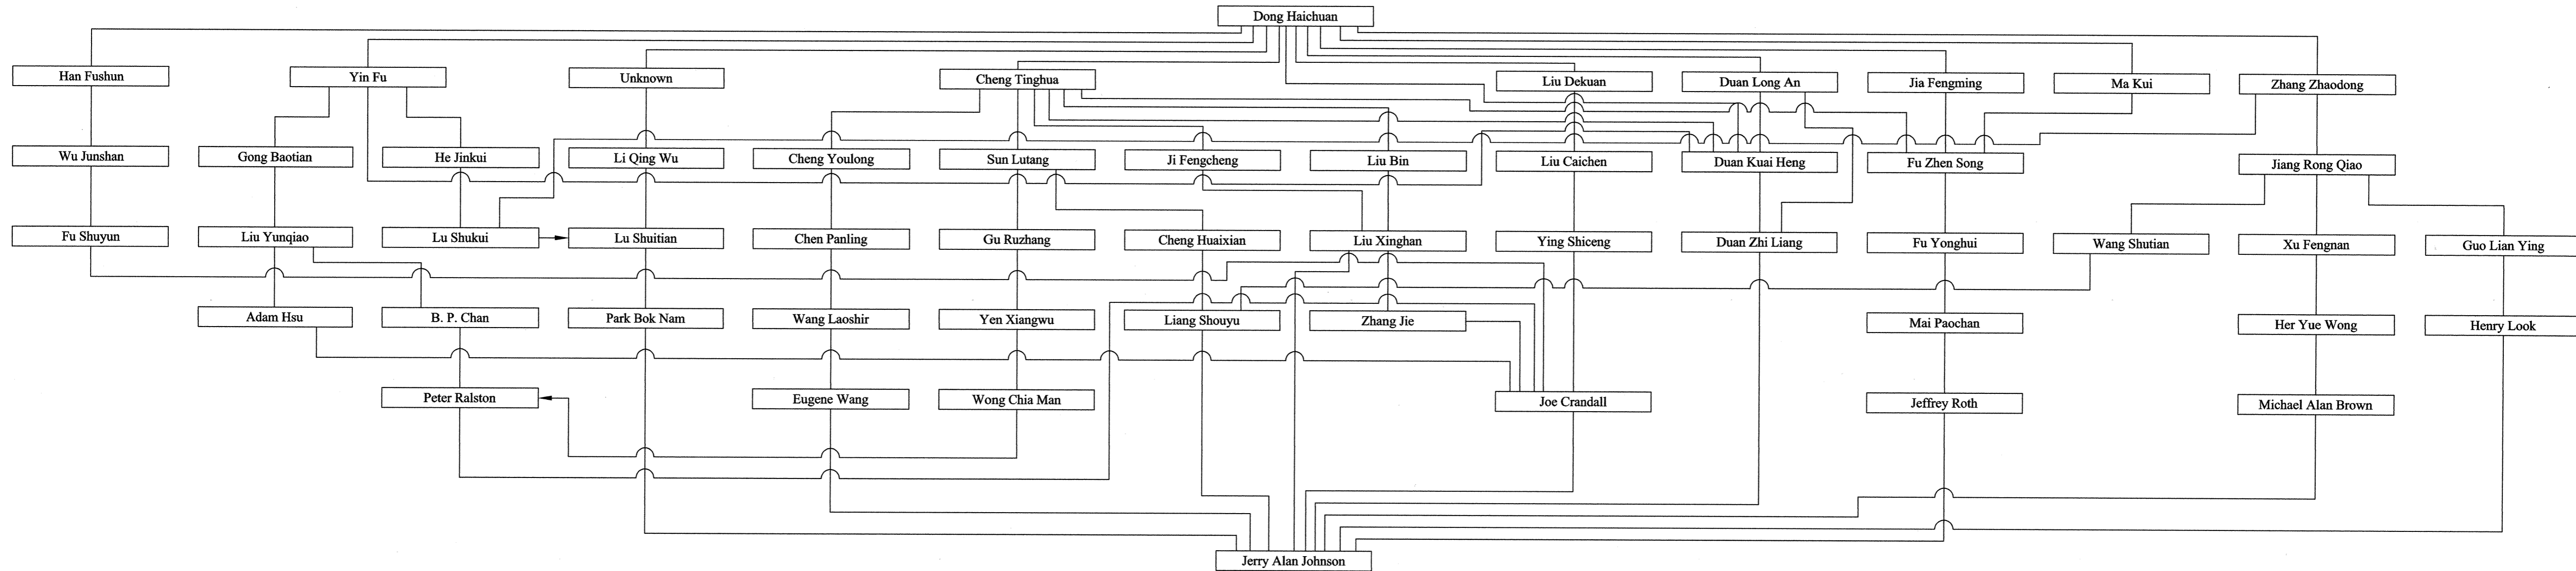 Dong Haichuan
Han Fushun
Yin Fu
Unknown
Cheng Tinghua
Liu Dekuan
Duan Long An
Jia Fengming
Ma Kui
Zhang Zhaodong
Wu Junshan
Gong Baotian
He Jinkui
Li Qing Wu
Cheng Youlong
Sun Lutang
Ji Fengcheng
Liu Bin
Liu Caichen
Duan Kuai Heng
Fu Zhen Song
Jiang Rong Qiao
Fu Shuyun
Liu Yunqiao
Lu Shukui
Lu Shuitian
Chen Panling
Gu Ruzhang
Cheng Huaixian
Liu Xinghan
Ying Shiceng
Duan Zhi Liang
Fu Yonghui
Wang Shutian
Xu Fengnan
Guo Lian Ying
Adam Hsu
B. P. Chan
Park Bok Nam
Wang Laoshir
Yen Xiangwu
Liang Shouyu
Zhang Jie
Mai Paochan
Her Yue Wong
Henry Look
Peter Ralston
Eugene Wang
Wong Chia Man
Joe Crandall
Jeffrey Roth
Michael Alan Brown
Jerry Alan Johnson